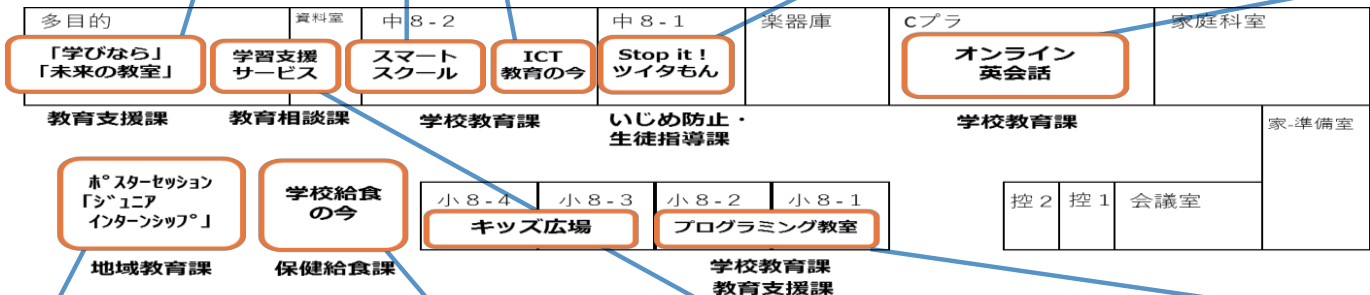 多目的
資料室
中8-2
中8-1
楽器庫
Cプラ
家庭科室
「学びなら」
「未来の教室」
学習支援
サービス
スマート
スクール
ICT
教育の今
Stop it!
ツイタもん
オンライン
英会話
教育支援課
教育相談課
学校教育課
いじめ防止・
生徒指導課
学校教育課
家-準備室
ポスターセッション
「ジュニア
インターンシップ」
学校給食
の今
小8-4
小8-3
小8-2
小8-1
キッズ広場
プログラミング教室
控2
控1
会議室
地域教育課
保健給食課
学校教育課
教育支援課